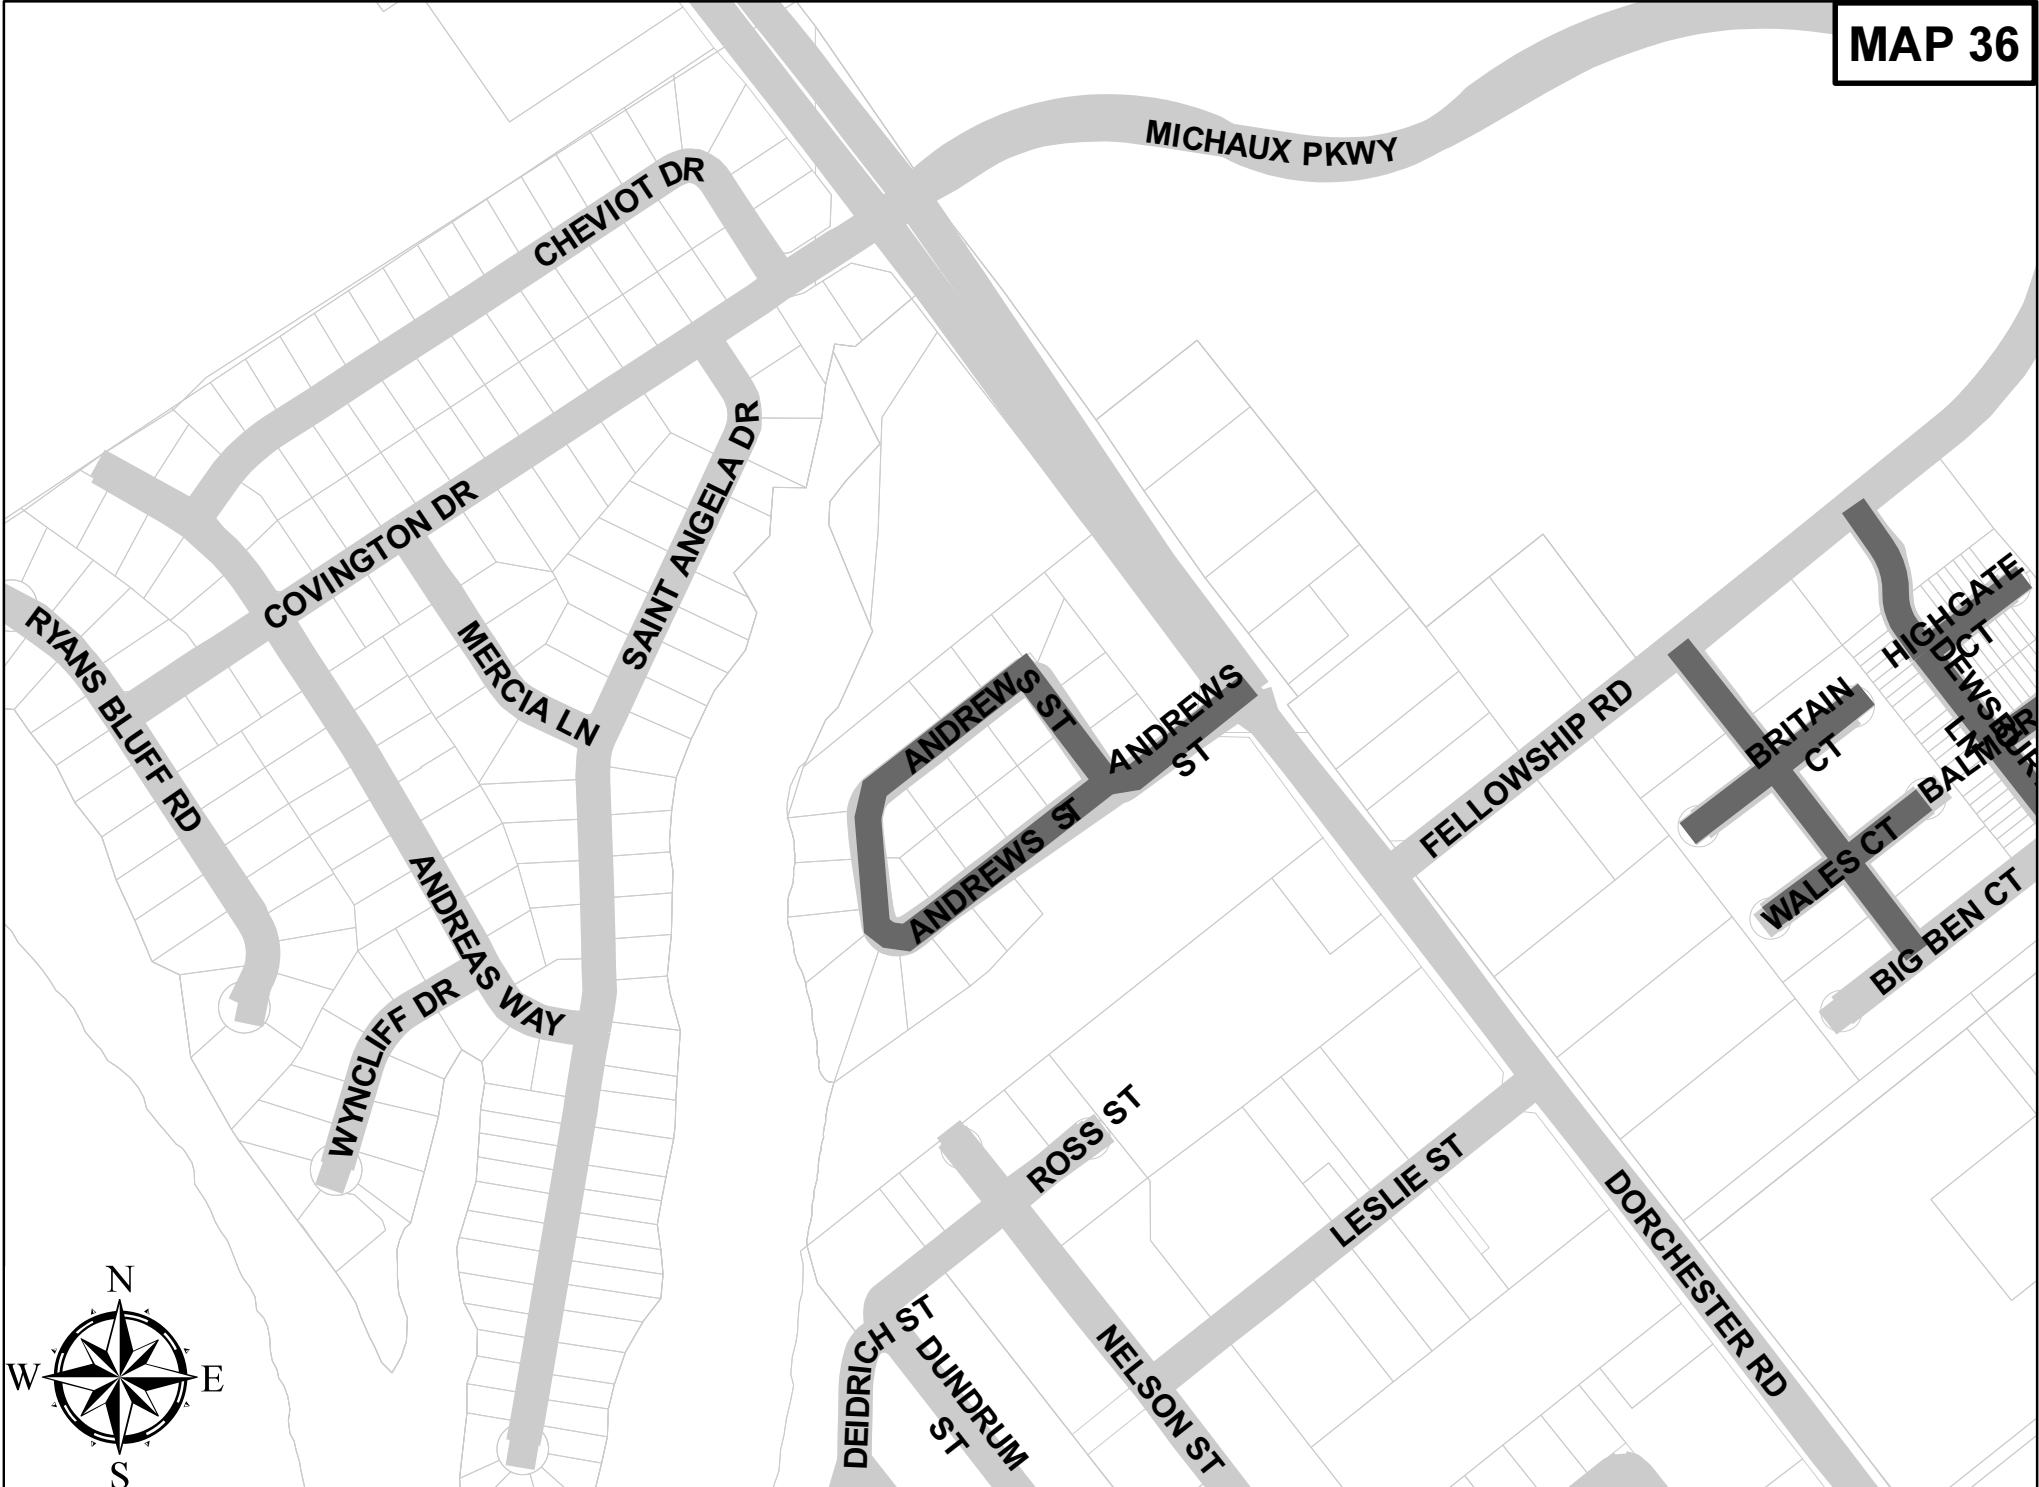 MAP 36
MICHAUX PKWY
CHEVIOT DR
COVINGTON DR
SAINT ANGELA DR
MERCIA LN
RYANS BLUFF RD
ANDREAS WAY
WYNCLIFF DR
ANDREWS ST
ANDREWS
ST
ANDREWS ST
FELLOWSHIP RD
HIGHGATE
CT
BRITAIN
CT
LN
WALES CT
BIG BEN CT
ROSS ST
LESLIE ST
DORCHESTER RD
DEIDRICH ST
DUNDRUM
ST
NELSON ST
N
W
E
S